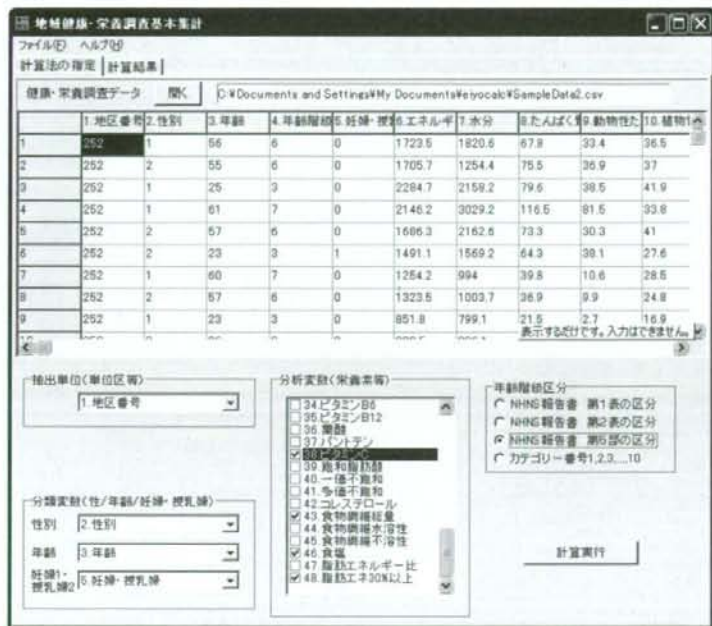 地域健康･栄養調査基本集計
ファイル(F) ヘルプ(H)
計算法の指定 計算結果
健康･栄養調査データ 開く C:¥Documents and Settings¥My Documents¥eiyocalc¥SampleData2.csv
1.地区番号 2.性別 3.年齢 4.年齢階級 5.妊婦･授 6.エネルギ 7.水分 8.たんぱく 9.動物性た 10.植物
1 252 1 56 6 0 1723.5 1820.6 67.8 33.4 36.5
2 252 2 55 6 0 1705.7 1254.4 75.5 36.9 37
3 252 1 25 3 0 2284.7 2158.2 79.6 38.5 41.9
4 252 1 61 7 0 2146.2 3029.2 116.5 81.5 33.8
5 252 2 57 6 0 1686.3 2162.6 73.3 30.3 41
6 252 2 23 3 1 1491.1 1569.2 64.3 38.1 27.6
7 252 1 60 7 0 1254.2 994 39.8 10.6 28.5
8 252 2 57 6 0 1323.5 1003.7 36.9 9.9 24.8
9 252 1 23 3 0 851.8 799.1 21.5 2.7 16.9
表示するだけです。入力はできません。
抽出単位(単位区等)
1.地区番号
分類変数(性/年齢/妊婦･授乳婦)
性別 2.性別
年齢 3.年齢
妊婦1･授乳婦2 5.妊婦･授乳婦
分析変数(栄養素等)
34.ビタミンB6
35.ビタミンB12
36.葉酸
37.パントテン
38.ビタミンC
39.飽和脂肪酸
40.一価不飽和
41.多価不飽和
42.コレステロール
43.食物繊維総量
44.食物繊維水溶性
45.食物繊維不溶性
46.食塩
47.脂肪エネルギー比
48.脂肪エネ30%以上
年齢階級区分
NHNS報告書 第1表の区分
NHNS報告書 第2表の区分
NHNS報告書 第5部の区分
カテゴリー番号1,2,3,...,10
計算実行